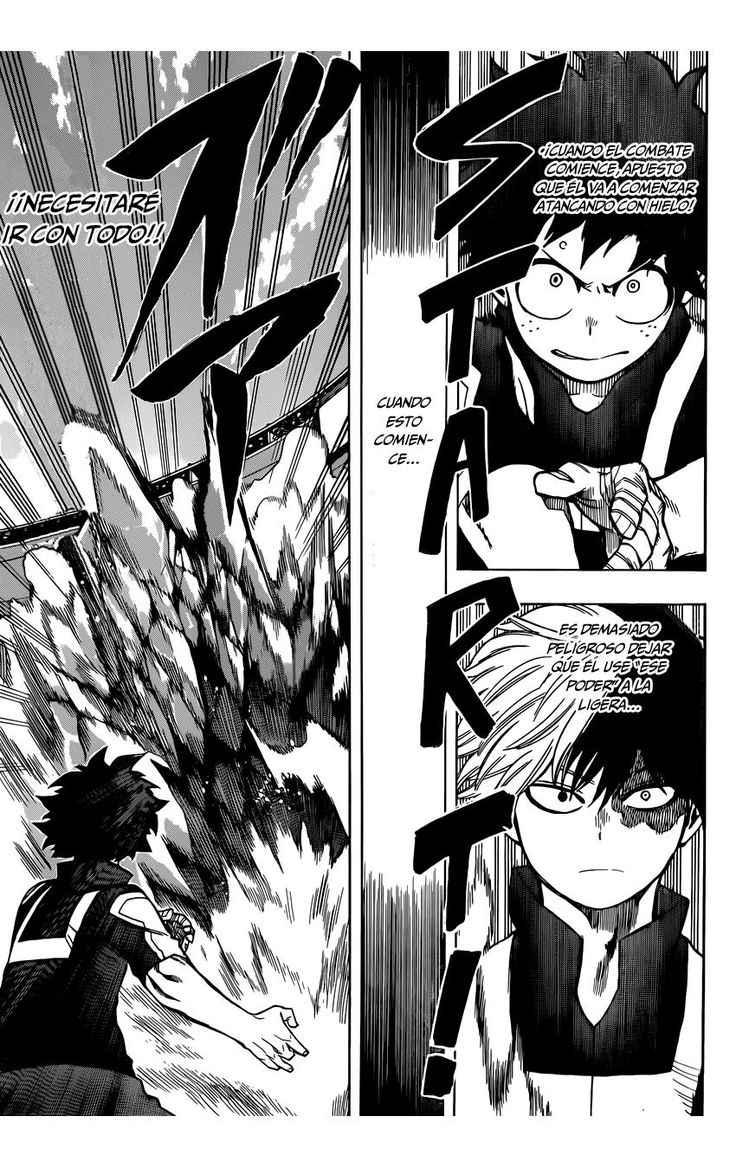 ¡CUANDO EL COMBATE
COMIENCE, APUESTO
QUE ÉL VA A COMENZAR
ATANCANDO CON HIELO!
START!
ES DEMASIADO
PELIGROSO DEJAR
QUE ÉL USE "ESE
PODER" A LA
LIGERA...
CUANDO
ESTO
COMIEN-
CE...
¡¡NECESITARÉ
IR CON TODO!!
ズア